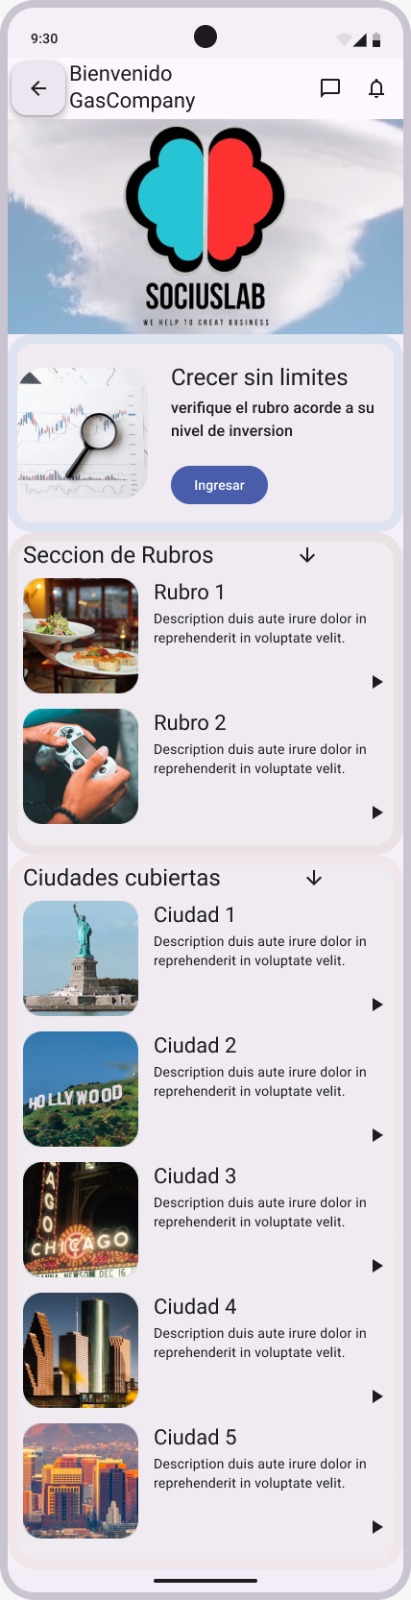 9:30
Bienvenido
GasCompany
SOCIUSLAB
WE HELP TO CREAT BUSINESS
Crecer sin limites
verifique el rubro acorde a su
nivel de inversion
Ingresar
Seccion de Rubros
Rubro 1
Description duis aute irure dolor in
reprehenderit in voluptate velit.
Rubro 2
Description duis aute irure dolor in
reprehenderit in voluptate velit.
Ciudades cubiertas
Ciudad 1
Description duis aute irure dolor in
reprehenderit in voluptate velit.
Ciudad 2
Description duis aute irure dolor in
reprehenderit in voluptate velit.
HOLLYWOOD
Ciudad 3
Description duis aute irure dolor in
reprehenderit in voluptate velit.
AGO
CHICAGO
DEC 16
Ciudad 4
Description duis aute irure dolor in
reprehenderit in voluptate velit.
Ciudad 5
Description duis aute irure dolor in
reprehenderit in voluptate velit.